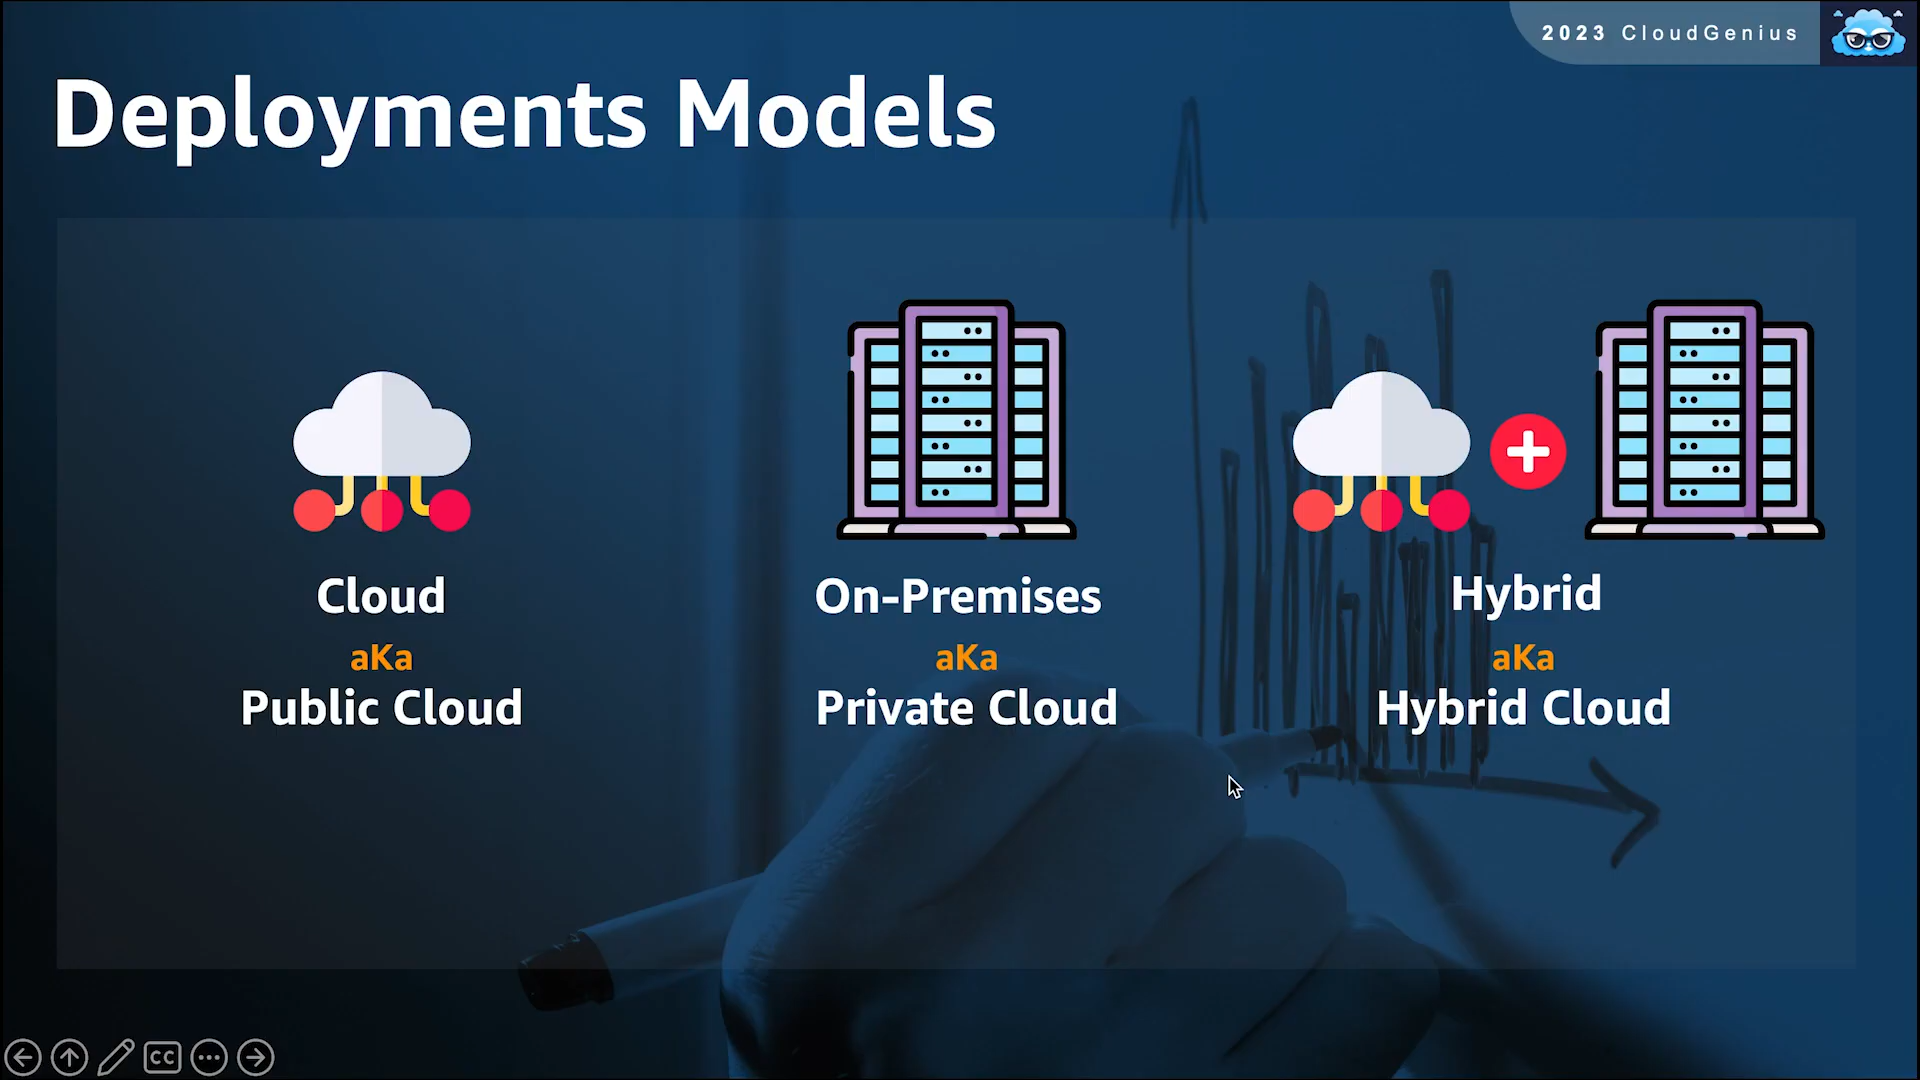 2023 CloudGenius
Deployments Models
Cloud
aKa
Public Cloud
On-Premises
aKa
Private Cloud
Hybrid
aKa
Hybrid Cloud
CC